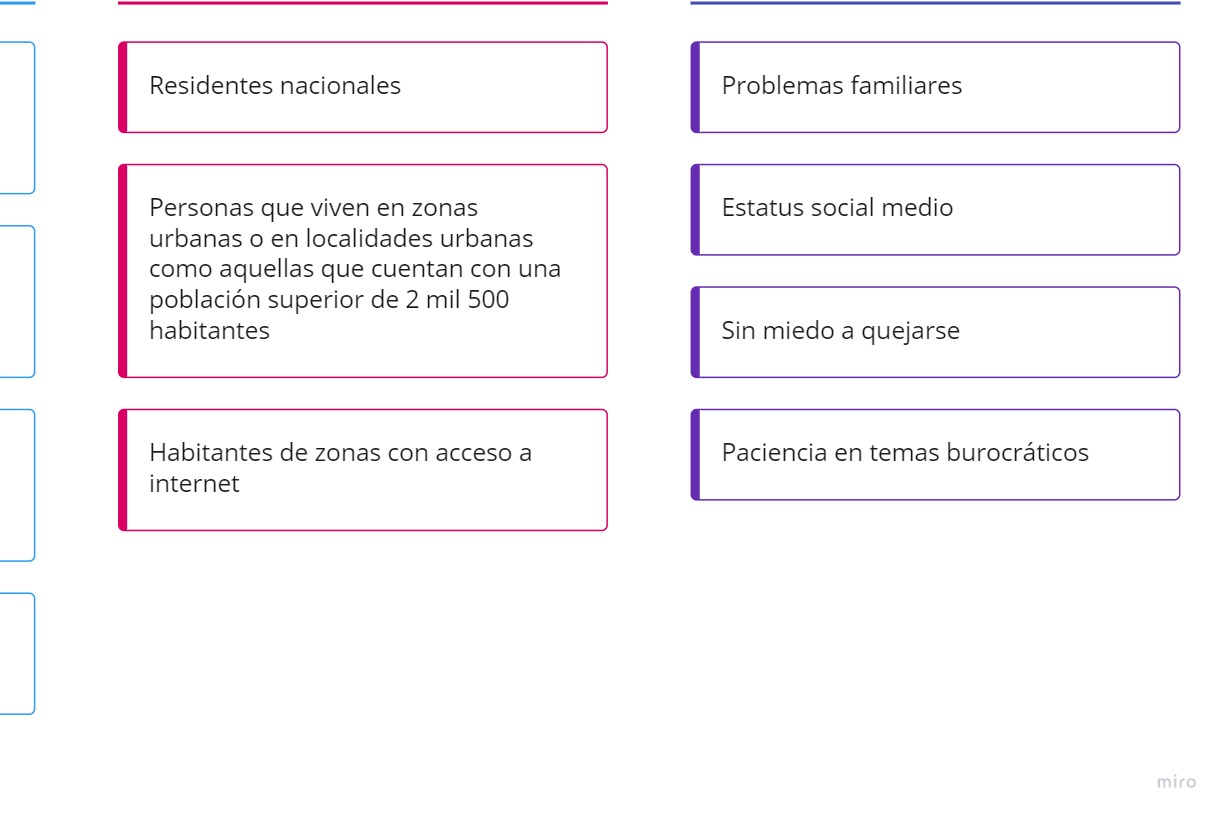 Residentes nacionales
Personas que viven en zonas
urbanas o en localidades urbanas
como aquellas que cuentan con una
población superior de 2 mil 500
habitantes
Habitantes de zonas con acceso a
internet
Problemas familiares
Estatus social medio
Sin miedo a quejarse
Paciencia en temas burocráticos
miro